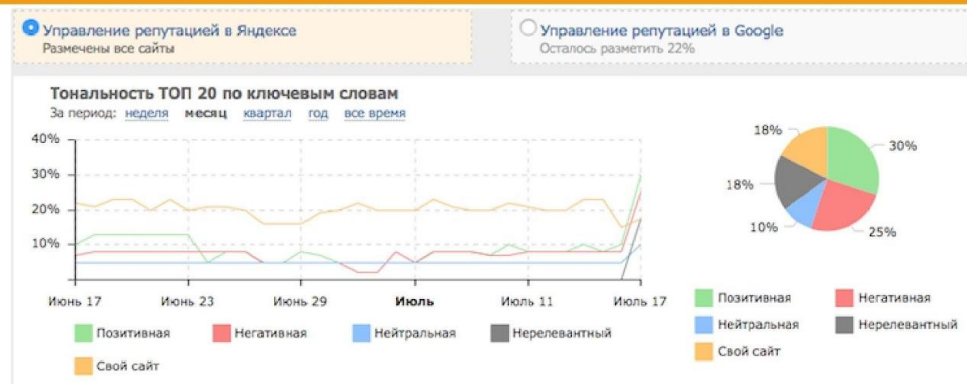 Управление репутацией в Яндексе
Размечены все сайты
Управление репутацией в Google
Осталось разметить 22%
Тональность ТОП 20 по ключевым словам
За период: неделя месяц квартал год все время
40%
30%
20%
10%
Июнь 17 Июнь 23 Июнь 29 Июль Июль 11 Июль 17
Позитивная Негативная Нейтральная Нерелевантный
Свой сайт
18% 30%
18%
10% 25%
Позитивная Негативная
Нейтральная Нерелевантный
Свой сайт